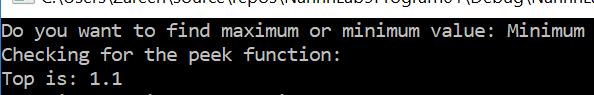 Do you want to find maximum or minimum value: Minimum
Checking for the peek function:
Top is: 1.1